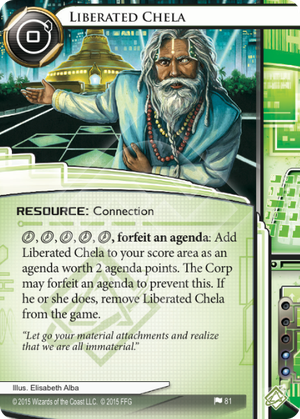 0
LIBERATED CHELA
RESOURCE: Connection
, , , , , forfeit an agenda: Add
Liberated Chela to your score area as an
agenda worth 2 agenda points. The Corp
may forfeit an agenda to prevent this. If
he or she does, remove Liberated Chela
from the game.
“Let go your material attachments and realize
that we are all immaterial.”
Illus. Elisabeth Alba
© 2015 Wizards of the Coast LLC. © 2015 FFG
81